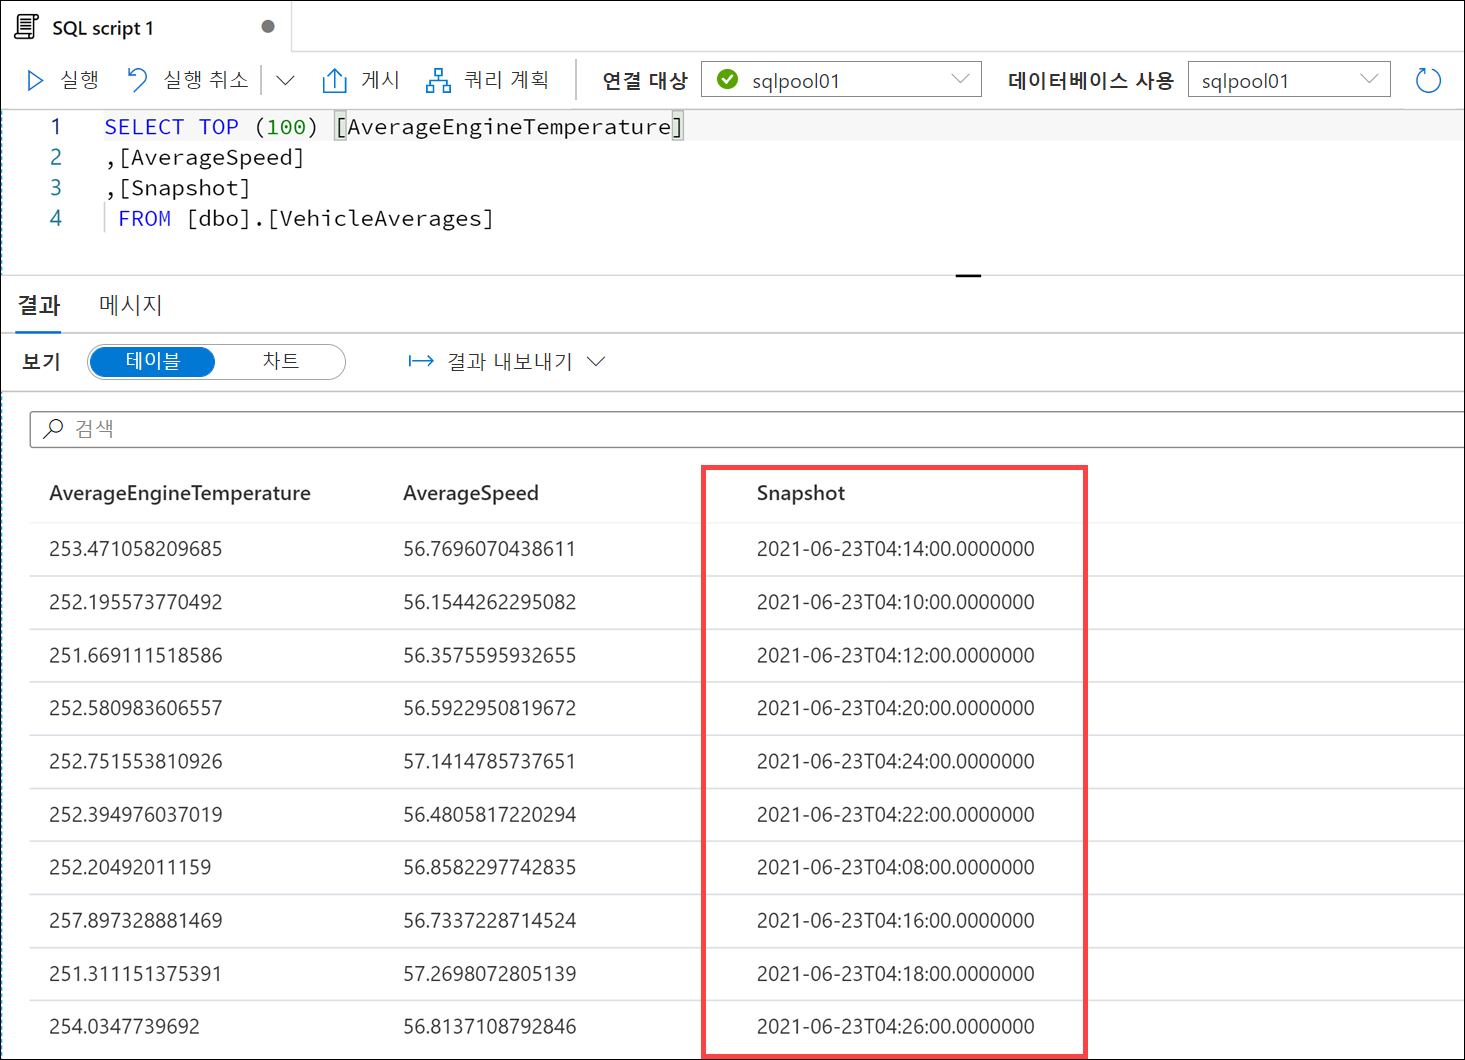 SQL script 1
실행 실행 취소 게시 쿼리 계획 연결 대상 sqlpool01 데이터베이스 사용 sqlpool01
1 SELECT TOP (100) [AverageEngineTemperature]
2 ,[AverageSpeed]
3 ,[Snapshot]
4 FROM [dbo].[VehicleAverages]
결과 메시지
보기 테이블 차트 결과 내보내기
검색
AverageEngineTemperature AverageSpeed Snapshot
253.471058209685 56.7696070438611 2021-06-23T04:14:00.0000000
252.195573770492 56.1544262295082 2021-06-23T04:10:00.0000000
251.669111518586 56.3575595932655 2021-06-23T04:12:00.0000000
252.580983606557 56.5922950819672 2021-06-23T04:20:00.0000000
252.751553810926 57.1414785737651 2021-06-23T04:24:00.0000000
252.394976037019 56.4805817220294 2021-06-23T04:22:00.0000000
252.20492011159 56.8582297742835 2021-06-23T04:08:00.0000000
257.897328881469 56.7337228714524 2021-06-23T04:16:00.0000000
251.311151375391 57.2698072805139 2021-06-23T04:18:00.0000000
254.0347739692 56.8137108792846 2021-06-23T04:26:00.0000000